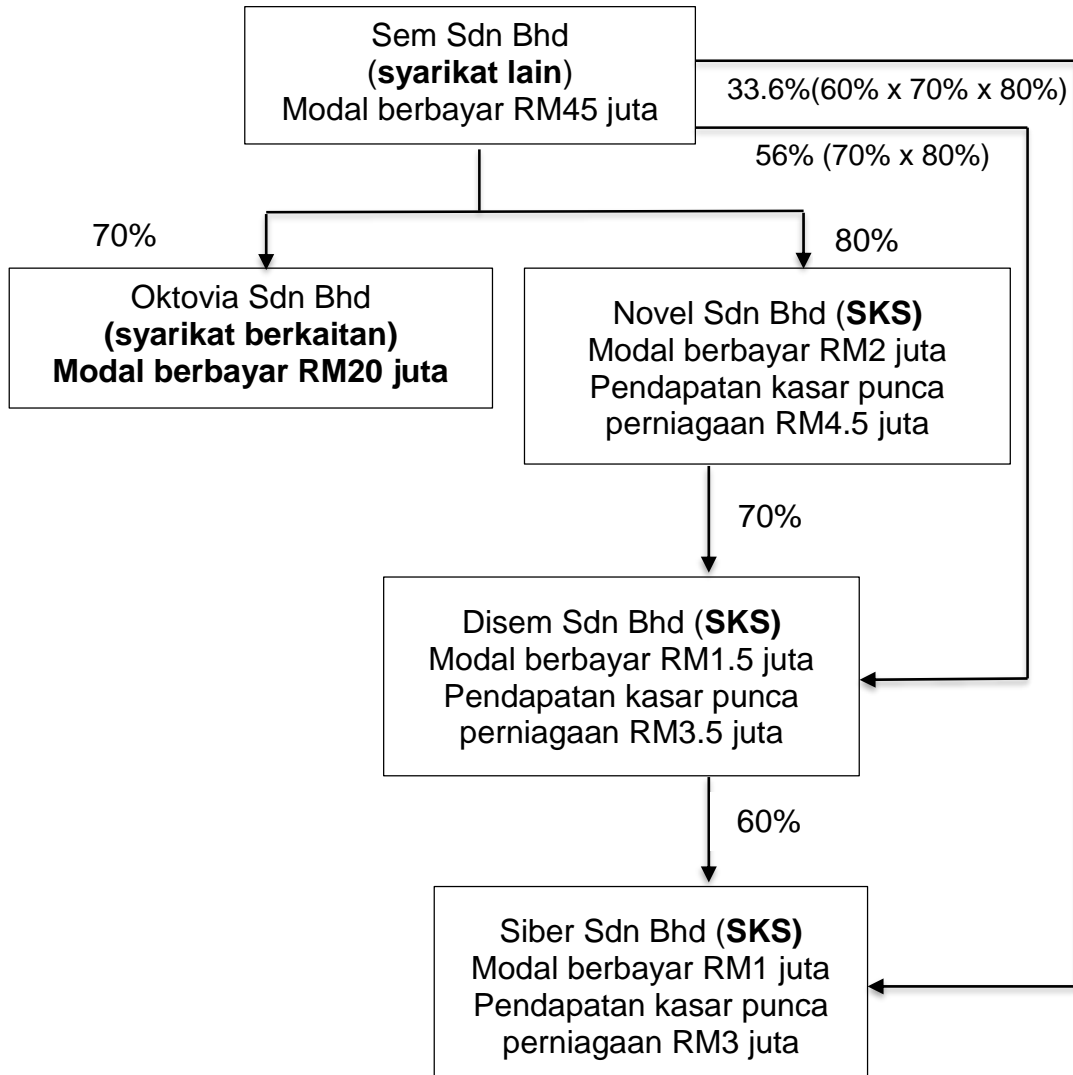 Sem Sdn Bhd
(syarikat lain)
Modal berbayar RM45 juta
33.6%(60% x 70% x 80%)
56% (70% x 80%)
70%
80%
Oktovia Sdn Bhd
(syarikat berkaitan)
Modal berbayar RM20 juta
Novel Sdn Bhd (SKS)
Modal berbayar RM2 juta
Pendapatan kasar punca
perniagaan RM4.5 juta
70%
Disem Sdn Bhd (SKS)
Modal berbayar RM1.5 juta
Pendapatan kasar punca
perniagaan RM3.5 juta
60%
Siber Sdn Bhd (SKS)
Modal berbayar RM1 juta
Pendapatan kasar punca
perniagaan RM3 juta